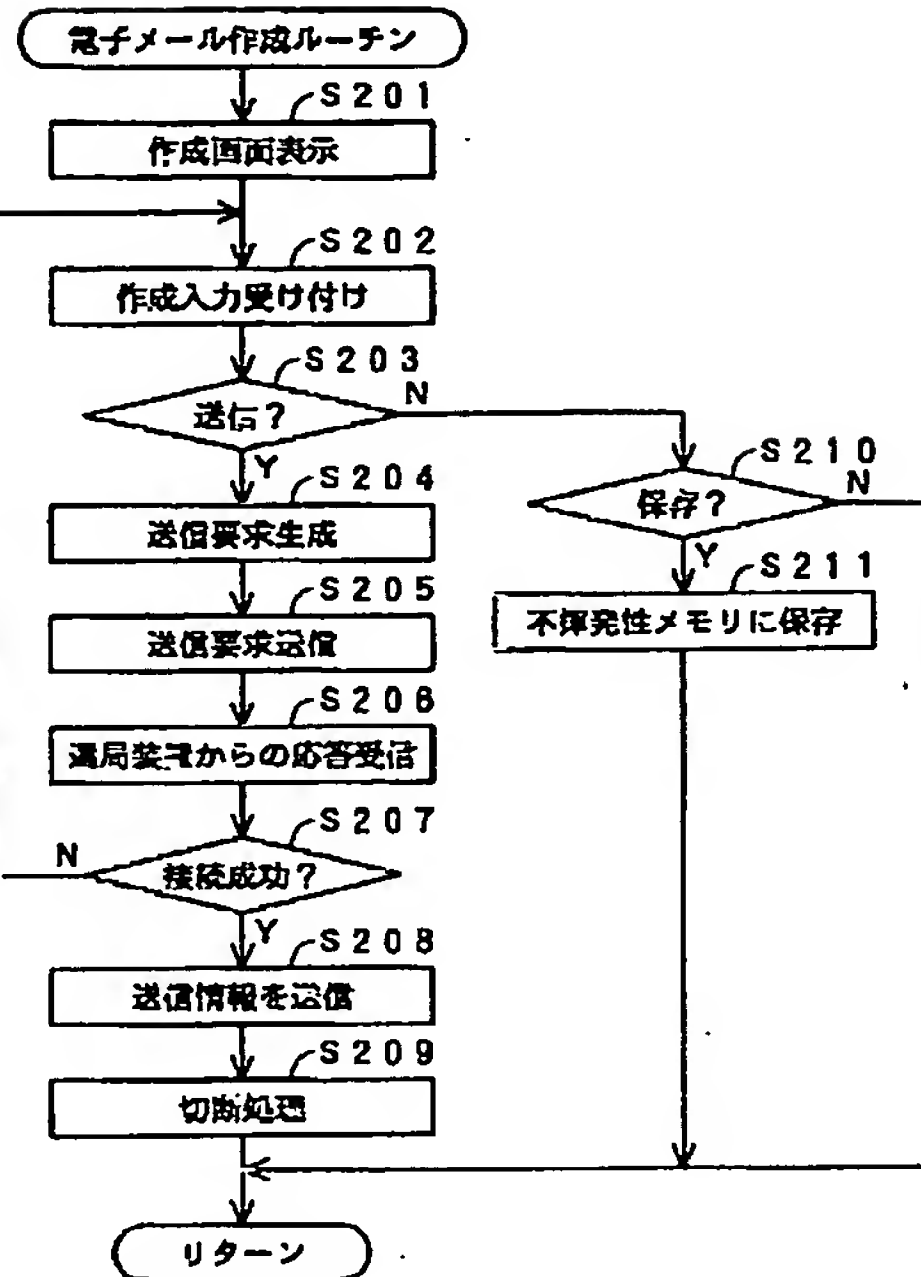 電子メール作成ルーチン
S201
作成画面表示
S202
作成入力受け付け
S203
送信?
N
Y
S204
送信要求生成
S205
送信要求送信
S206
選局装置からの応答受信
S207
接続成功?
N
Y
S208
送信情報を送信
S209
切断処理
S210
保存?
N
Y
S211
不揮発性メモリに保存
リターン